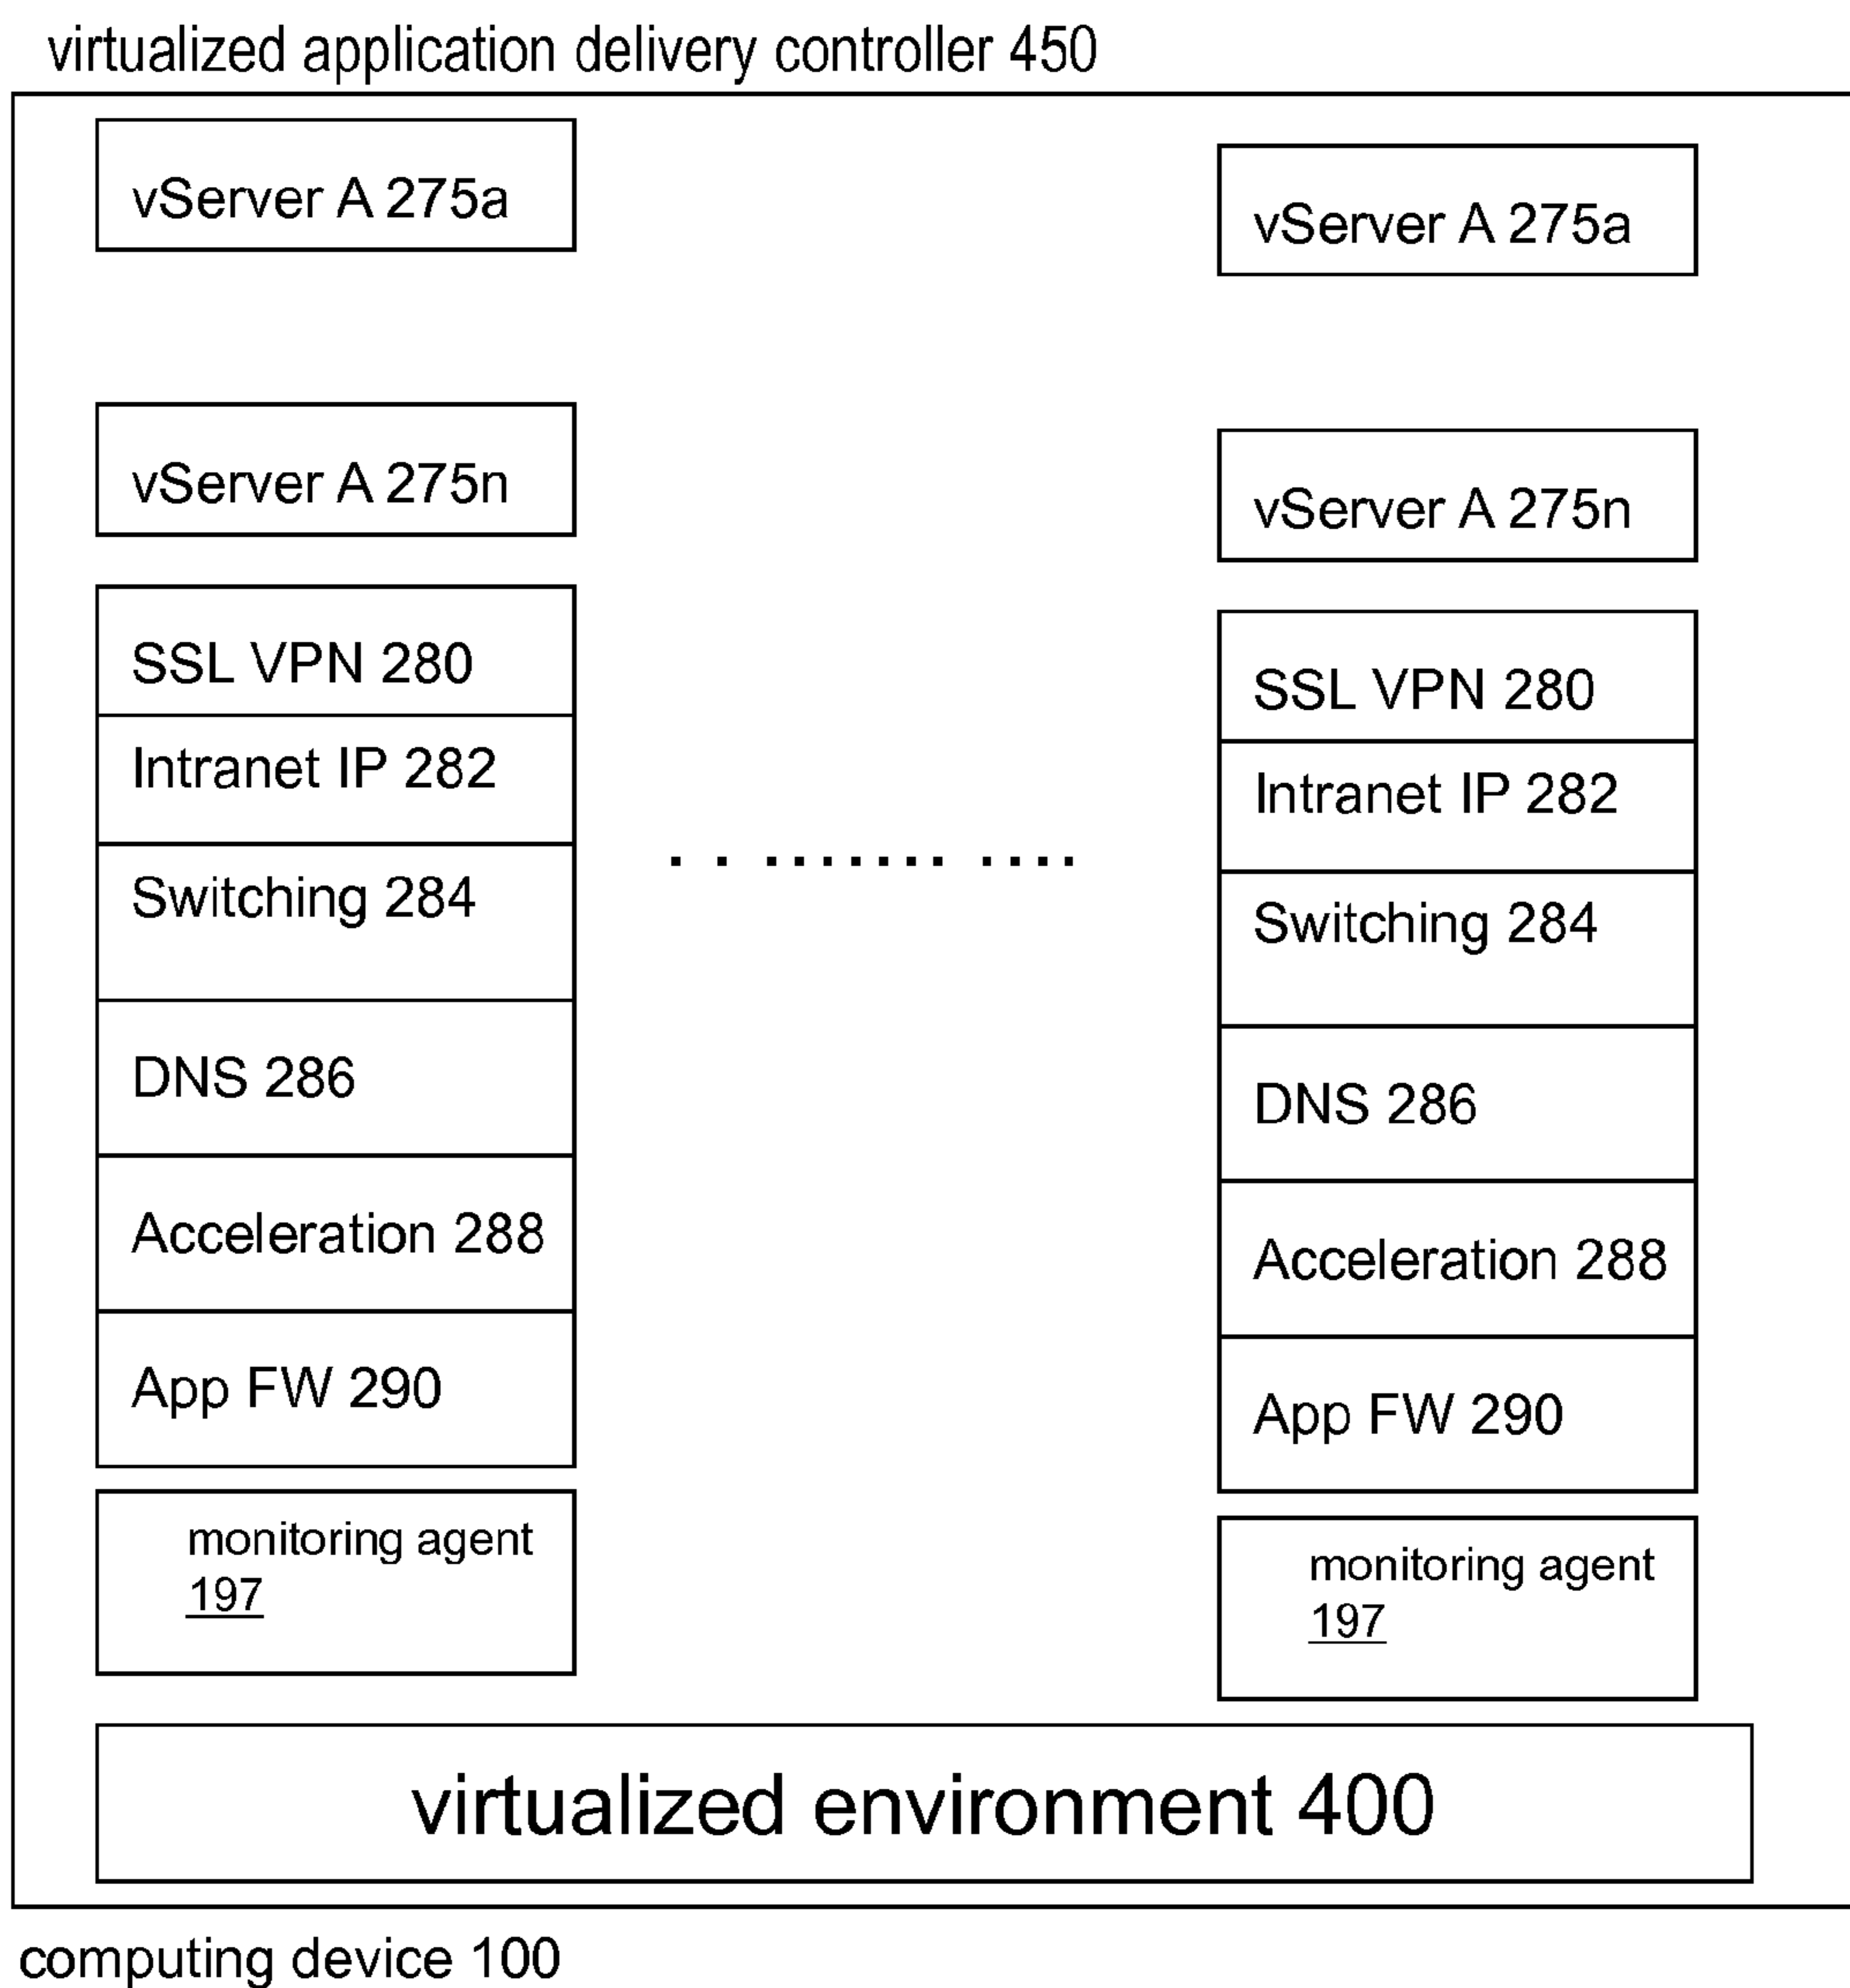 virtualized application delivery controller 450
vServer A 275a
vServer A 275n
SSL VPN 280
Intranet IP 282
Switching 284
DNS 286
Acceleration 288
App FW 290
monitoring agent
197
vServer A 275a
vServer A 275n
SSL VPN 280
Intranet IP 282
Switching 284
DNS 286
Acceleration 288
App FW 290
monitoring agent
197
virtualized environment 400
computing device 100